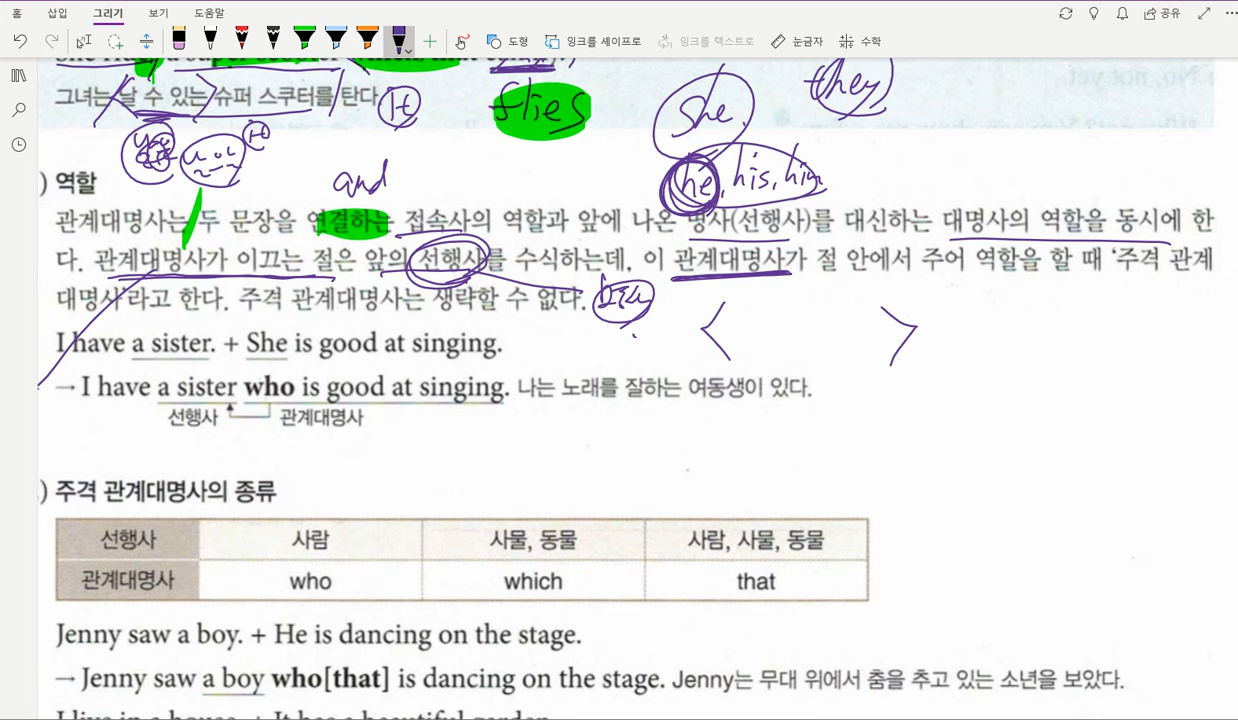 홈 삽입 그리기 보기 도움말 공유
도형 잉크를 셰이프로 잉크를 텍스트로 눈금자 수학
No, not yet.
그녀는 날 수 있는 슈퍼 스쿠터를 탄다. It flies she. they
and he, his, him
) 역할
관계대명사는 두 문장을 연결하는 접속사의 역할과 앞에 나온 명사(선행사)를 대신하는 대명사의 역할을 동시에 한
다. 관계대명사가 이끄는 절은 앞의 선행사를 수식하는데, 이 관계대명사가 절 안에서 주어 역할을 할 때 '주격 관계
대명사'라고 한다. 주격 관계대명사는 생략할 수 없다.
I have a sister. + She is good at singing.
→ I have a sister who is good at singing. 나는 노래를 잘하는 여동생이 있다.
선행사 관계대명사
) 주격 관계대명사의 종류
선행사 사람 사물, 동물 사람, 사물, 동물
관계대명사 who which that
Jenny saw a boy. + He is dancing on the stage.
→ Jenny saw a boy who[that] is dancing on the stage. Jenny는 무대 위에서 춤을 추고 있는 소년을 보았다.
I live in a house. + It has a beautiful garden.